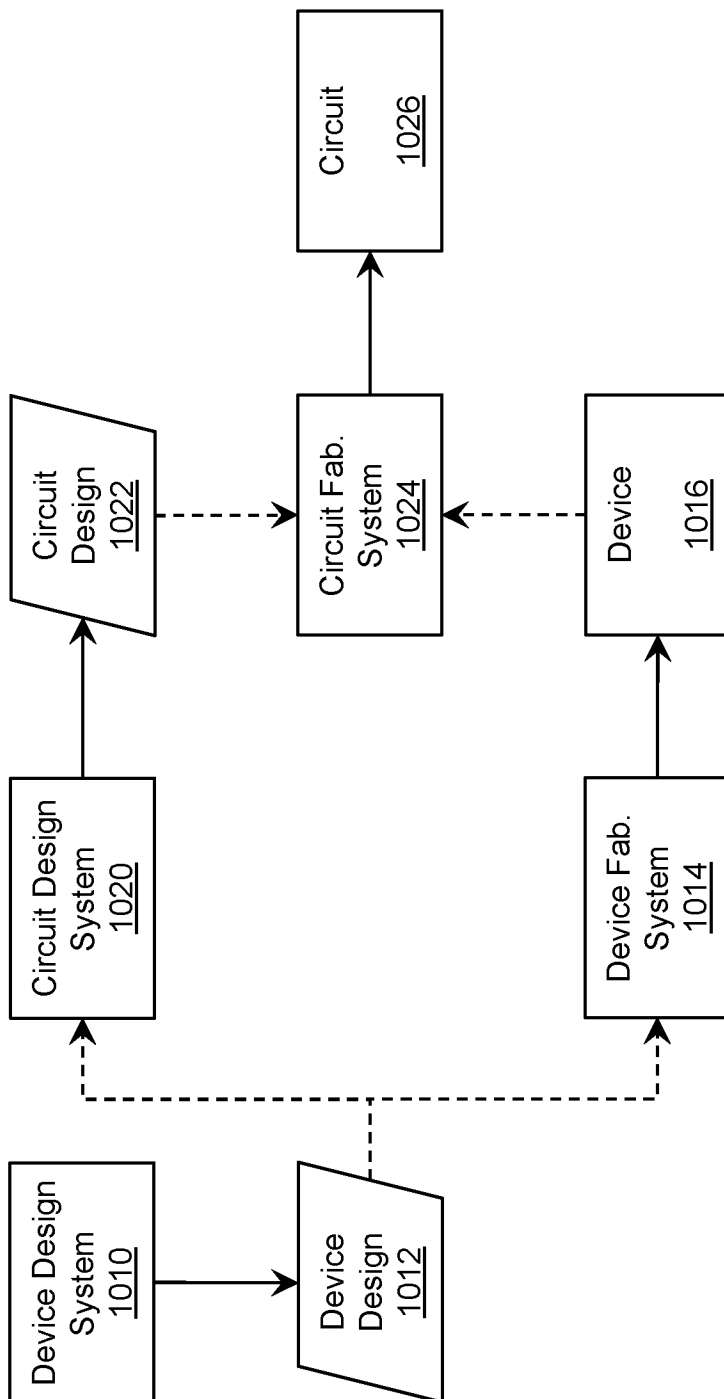 Device Design
System
1010
Device
Design
1012
Circuit Design
System
1020
Device Fab.
System
1014
Circuit
Design
1022
Circuit Fab.
System
1024
Device
1016
Circuit
1026